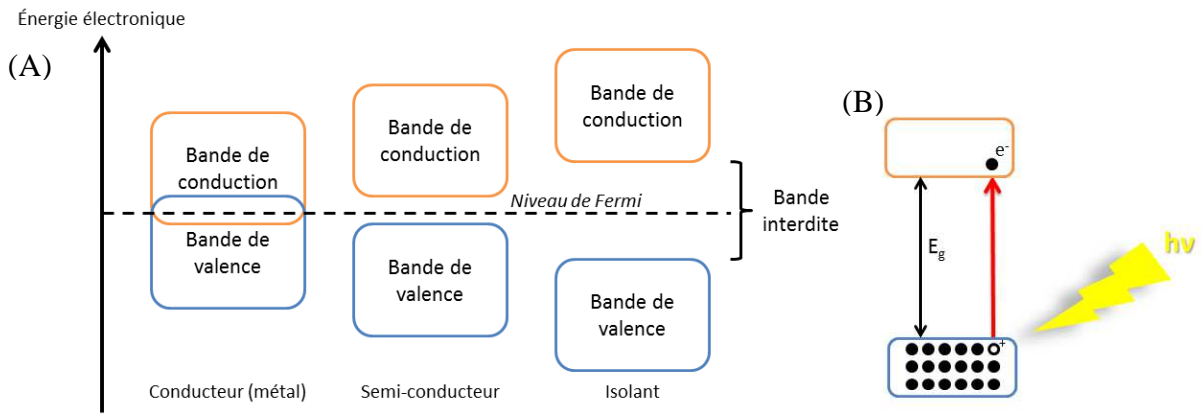 Énergie électronique
(A)
Bande de
conduction
Bande de
valence
Conducteur (métal)
Bande de
conduction
Bande de
valence
Semi-conducteur
Bande de
conduction
Bande de
valence
Isolant
Niveau de Fermi
Bande
interdite
(B)
e-
Eg
+
hν